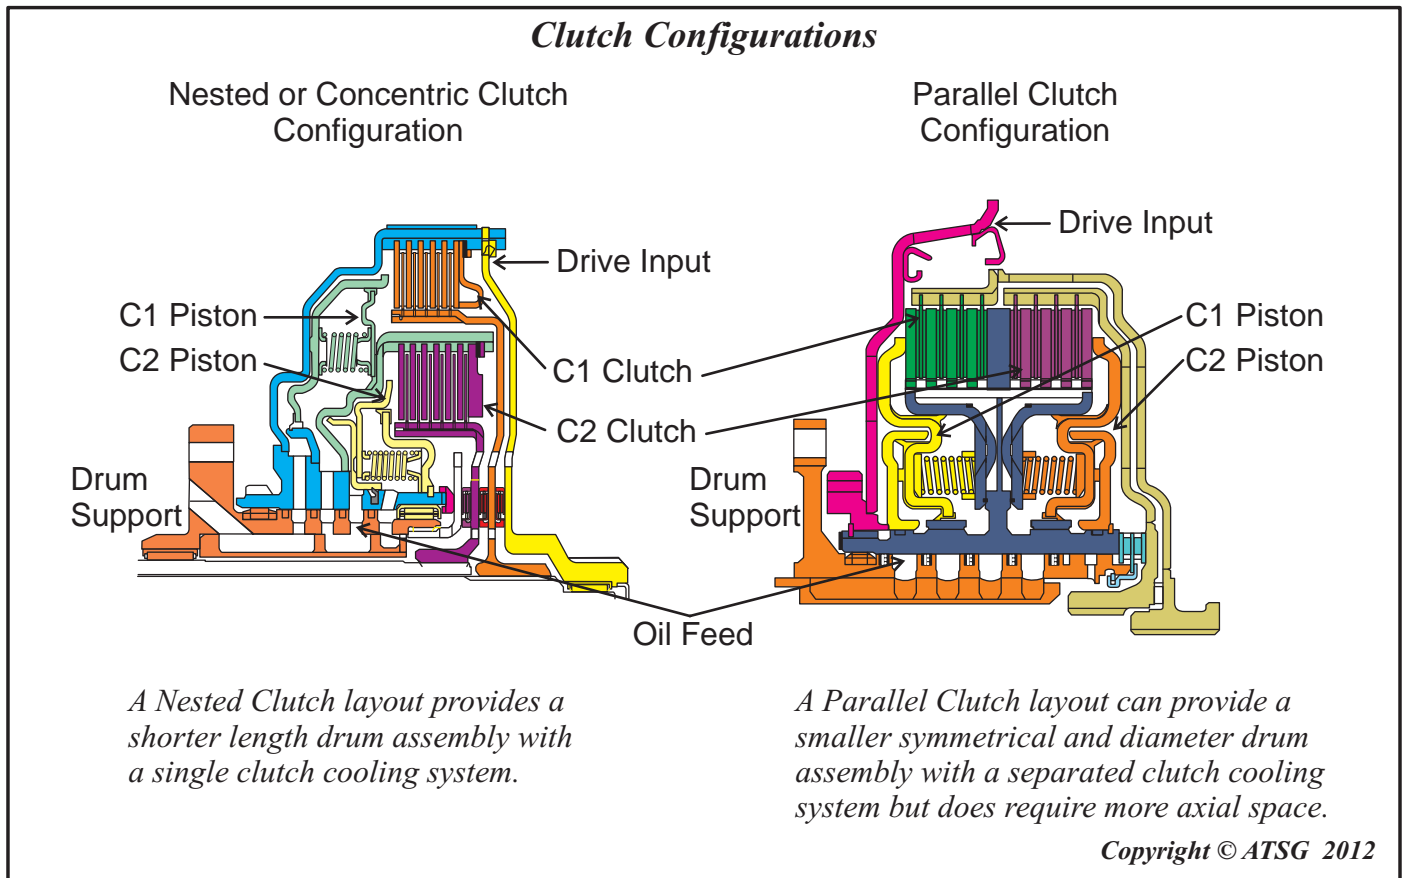 Clutch Configurations
Nested or Concentric Clutch
Configuration
Parallel Clutch
Configuration
Drive Input
C1 Piston
C2 Piston
C1 Clutch
C2 Clutch
Drum
Support
Drive Input
C1 Piston
C2 Piston
Drum
Support
Oil Feed
A Nested Clutch layout provides a
shorter length drum assembly with
a single clutch cooling system.
A Parallel Clutch layout can provide a
smaller symmetrical and diameter drum
assembly with a separated clutch cooling
system but does require more axial space.
Copyright © ATSG 2012